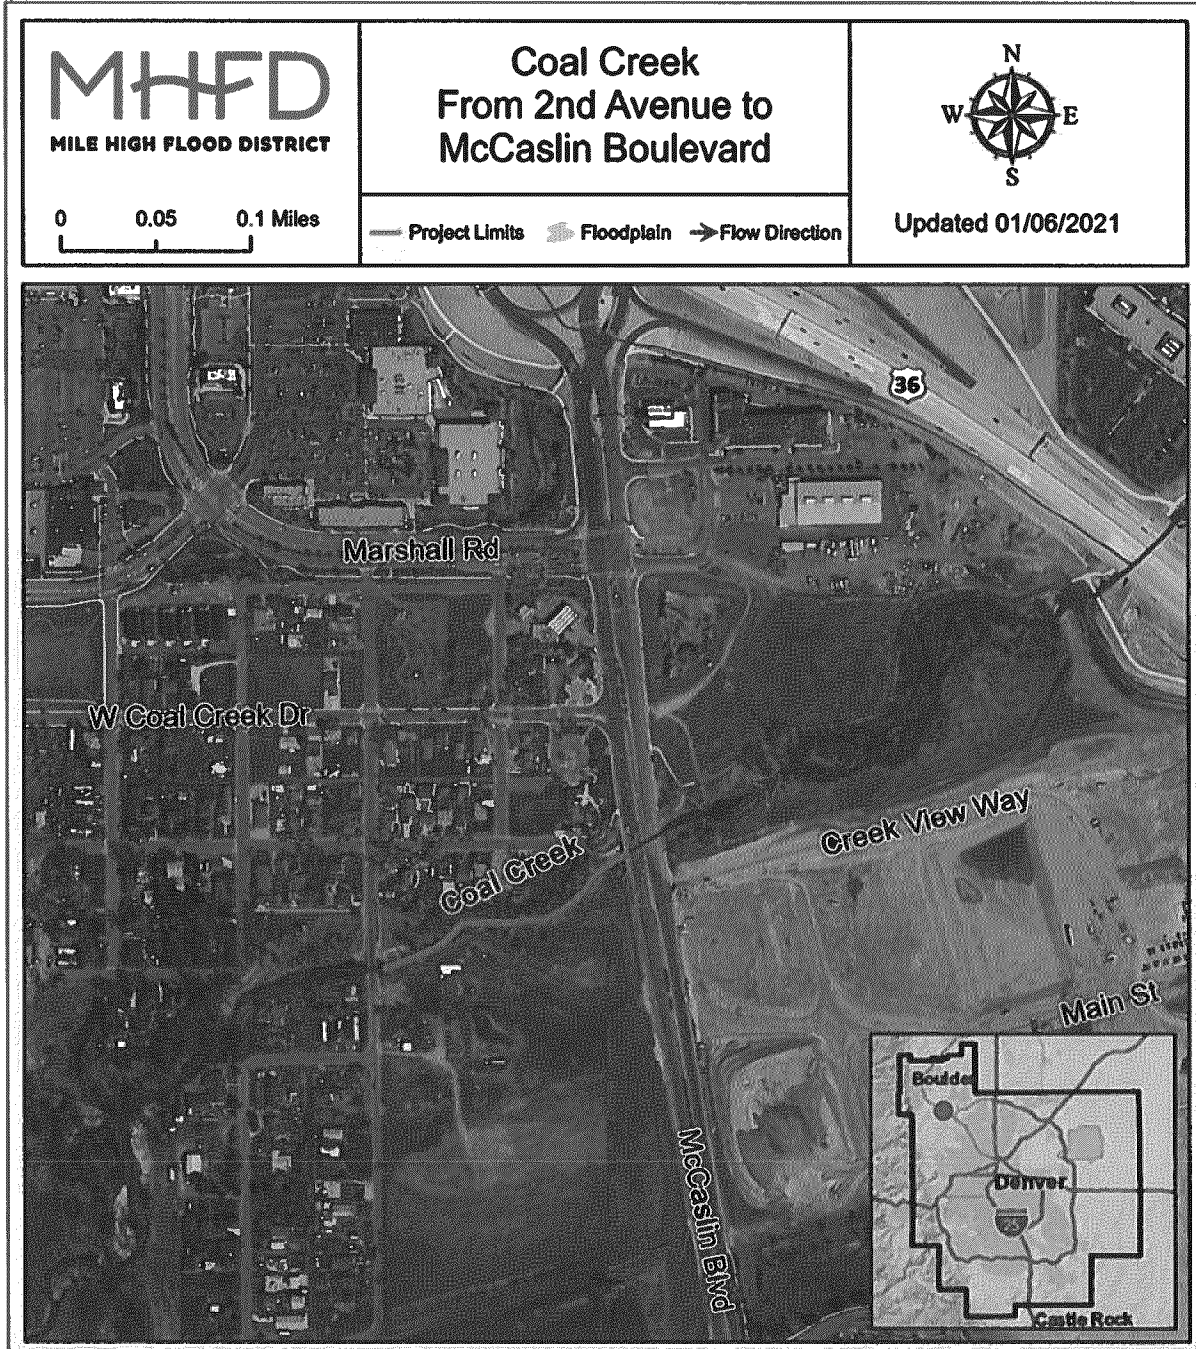 MHFD
MILE HIGH FLOOD DISTRICT
0 0.05 0.1 Miles
Coal Creek
From 2nd Avenue to
McCaslin Boulevard
Project Limits Floodplain Flow Direction
N
W E
S
Updated 01/06/2021
36
Marshall Rd
W Coal Creek Dr
Creek View Way
Coal Creek
Main St
McCaslin Blvd
Boulder
Denver
25
Castle Rock